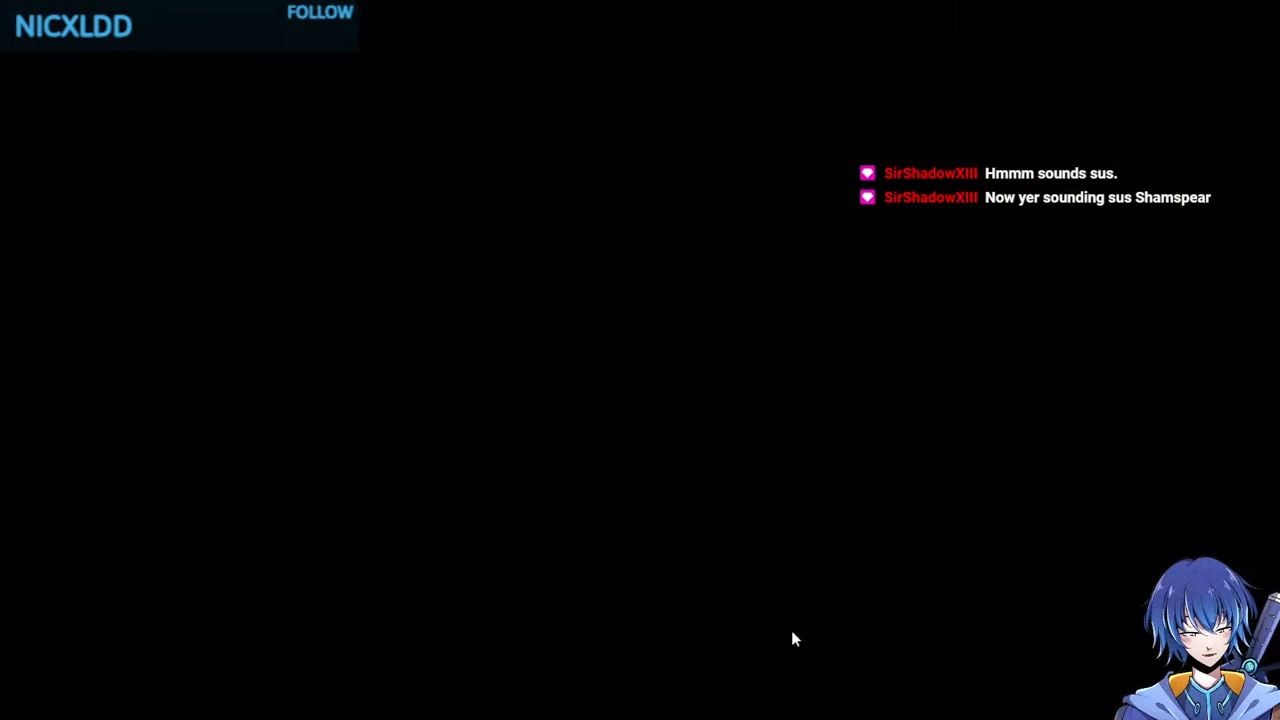 NICXLDD
FOLLOW
SirShadowXIII Hmmm sounds sus.
SirShadowXIII Now yer sounding sus Shamspear